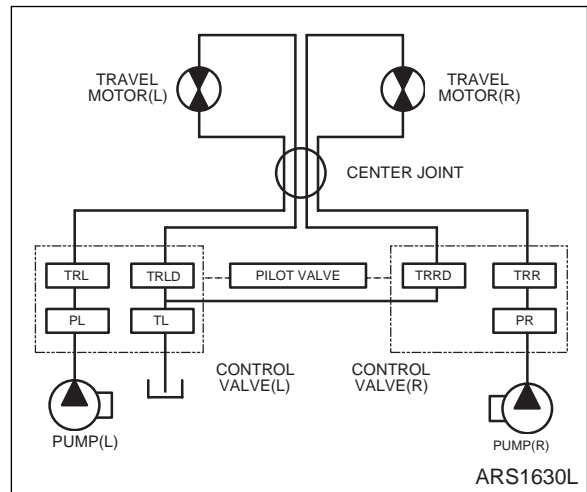 TRAVEL
MOTOR(L)
TRAVEL
MOTOR(R)
CENTER JOINT
TRL
TRLD
PILOT VALVE
TRRD
TRR
PL
TL
PR
CONTROL
VALVE(L)
CONTROL
VALVE(R)
PUMP(L)
PUMP(R)
ARS1630L